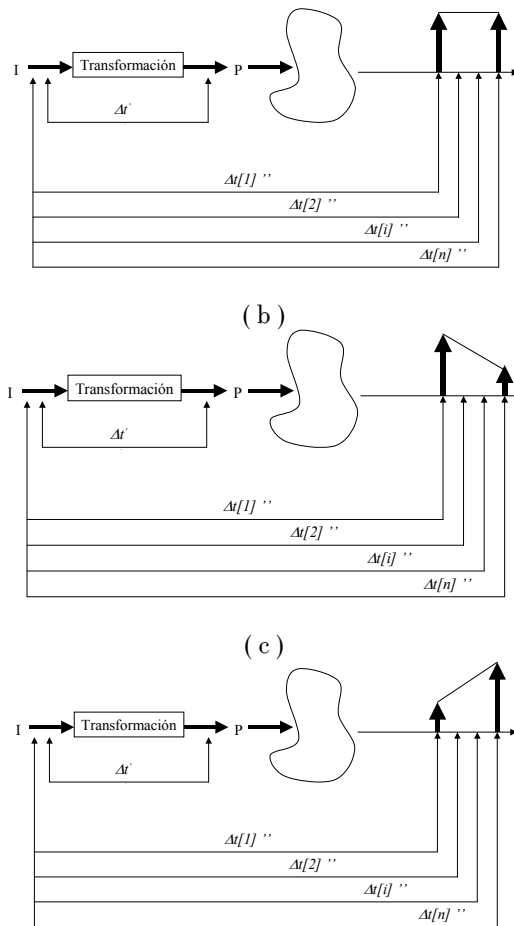 I Transformación P
Δt'
Δt[1] ’’
Δt[2] ’’
Δt[i] ’’
Δt[n] ’’
( b )
I Transformación P
Δt'
Δt[1] ’’
Δt[2] ’’
Δt[i] ’’
Δt[n] ’’
( c )
I Transformación P
Δt'
Δt[1] ’’
Δt[2] ’’
Δt[i] ’’
Δt[n] ’’